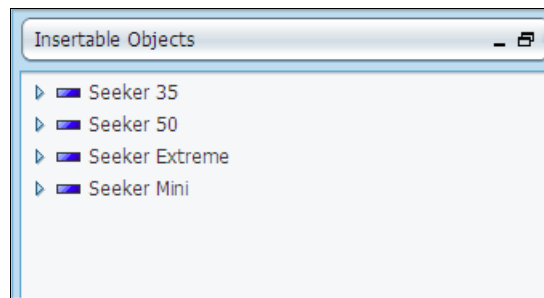 Insertable Objects
Seeker 35
Seeker 50
Seeker Extreme
Seeker Mini